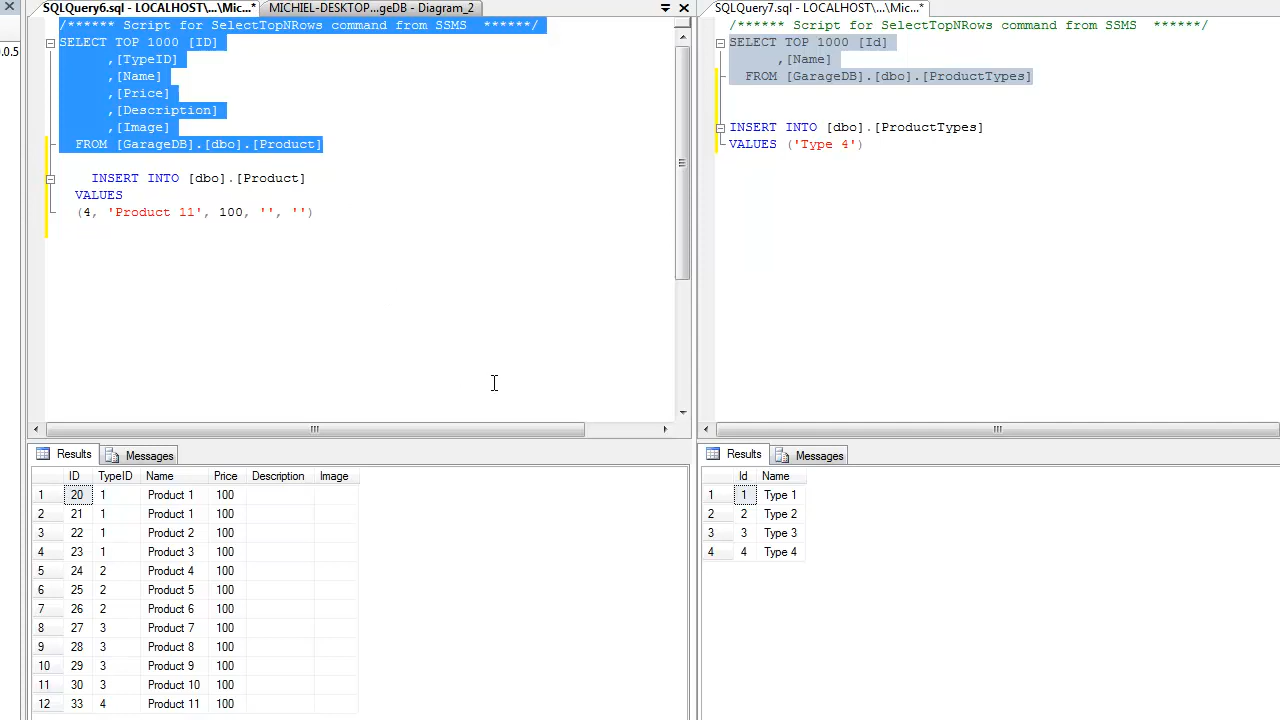 0.5
SQLQuery6.sql - LOCALHOST\...\Mic...*
MICHIEL-DESKTOP...geDB - Diagram_2
/****** Script for SelectTopNRows command from SSMS  ******/
SELECT TOP 1000 [ID]
,[TypeID]
,[Name]
,[Price]
,[Description]
,[Image]
FROM [GarageDB].[dbo].[Product]
INSERT INTO [dbo].[Product]
VALUES
(4, 'Product 11', 100, '', '')
Results Messages
ID TypeID Name Price Description Image
1 20 1 Product 1 100
2 21 1 Product 1 100
3 22 1 Product 2 100
4 23 1 Product 3 100
5 24 2 Product 4 100
6 25 2 Product 5 100
7 26 2 Product 6 100
8 27 3 Product 7 100
9 28 3 Product 8 100
10 29 3 Product 9 100
11 30 3 Product 10 100
12 33 4 Product 11 100
SQLQuery7.sql - LOCALHOST\...\Mic...*
/****** Script for SelectTopNRows command from SSMS  ******/
SELECT TOP 1000 [Id]
,[Name]
FROM [GarageDB].[dbo].[ProductTypes]
INSERT INTO [dbo].[ProductTypes]
VALUES ('Type 4')
Results Messages
Id Name
1 1 Type 1
2 2 Type 2
3 3 Type 3
4 4 Type 4